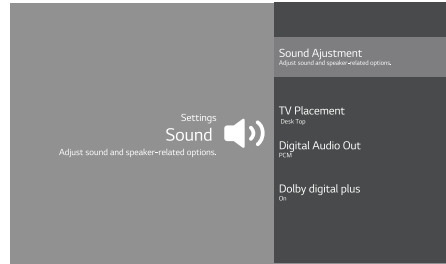 Settings
Sound
Adjust sound and speaker-related options.
Sound Ajustment
Adjust sound and speaker-related options.
TV Placement
Desk Top
Digital Audio Out
PCM
Dolby digital plus
On